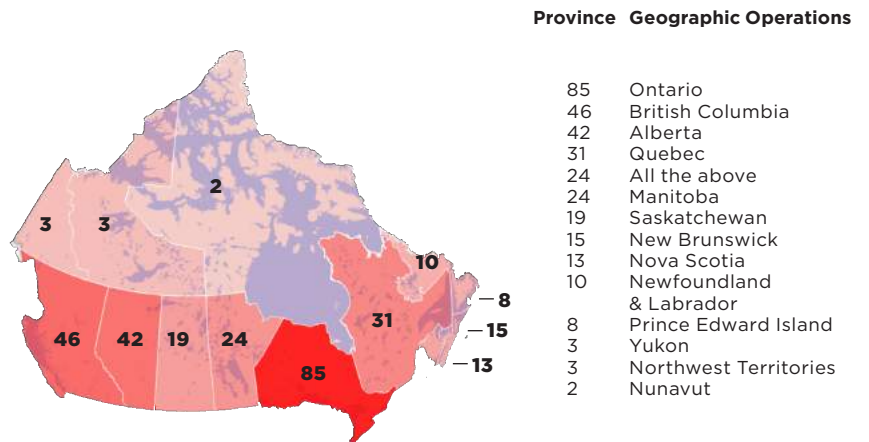 Province Geographic Operations
85 Ontario
46 British Columbia
42 Alberta
31 Quebec
24 All the above
24 Manitoba
19 Saskatchewan
15 New Brunswick
13 Nova Scotia
10 Newfoundland
& Labrador
8 Prince Edward Island
3 Yukon
3 Northwest Territories
2 Nunavut
2
3
3
10
8
15
13
46
42
19
24
31
85